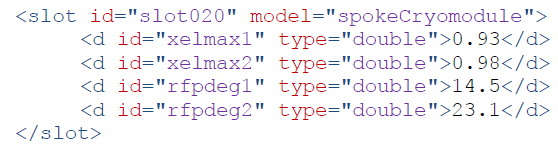 <slot id="slot020" model="spokeCryomodule">
<d id="xelmax1" type="double">0.93</d>
<d id="xelmax2" type="double">0.98</d>
<d id="rfpdeg1" type="double">14.5</d>
<d id="rfpdeg2" type="double">23.1</d>
</slot>